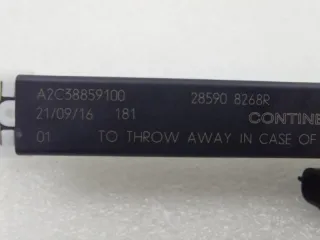 A2C38859100 28590 8268R
21/09/16 181 CONTINE
01 TO THROW AWAY IN CASE OF